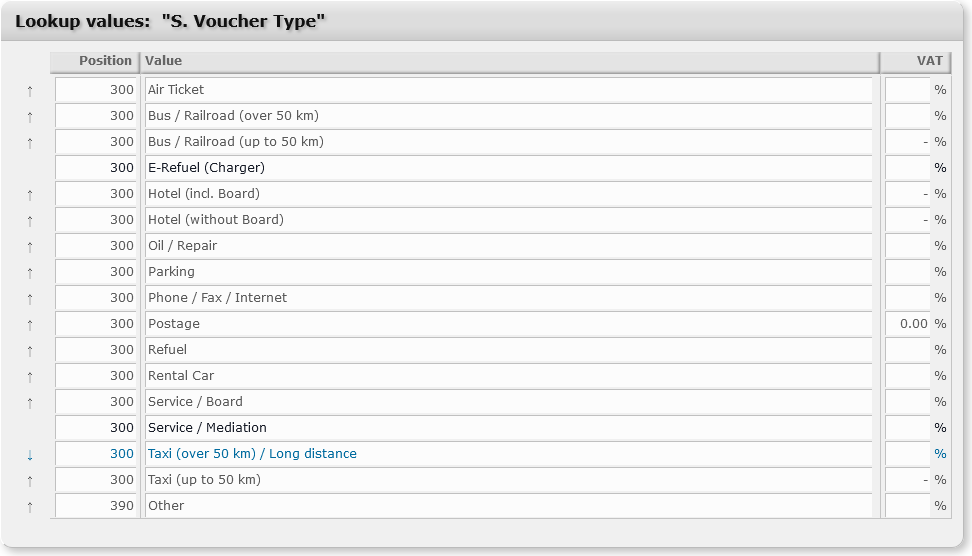 Lookup values: "S. Voucher Type"
Position Value VAT
↑ 300 Air Ticket %
↑ 300 Bus / Railroad (over 50 km) %
↑ 300 Bus / Railroad (up to 50 km) - %
300 E-Refuel (Charger) %
↑ 300 Hotel (incl. Board) - %
↑ 300 Hotel (without Board) - %
↑ 300 Oil / Repair %
↑ 300 Parking %
↑ 300 Phone / Fax / Internet %
↑ 300 Postage 0.00 %
↑ 300 Refuel %
↑ 300 Rental Car %
↑ 300 Service / Board %
300 Service / Mediation %
↓ 300 Taxi (over 50 km) / Long distance %
↑ 300 Taxi (up to 50 km) - %
↑ 390 Other %